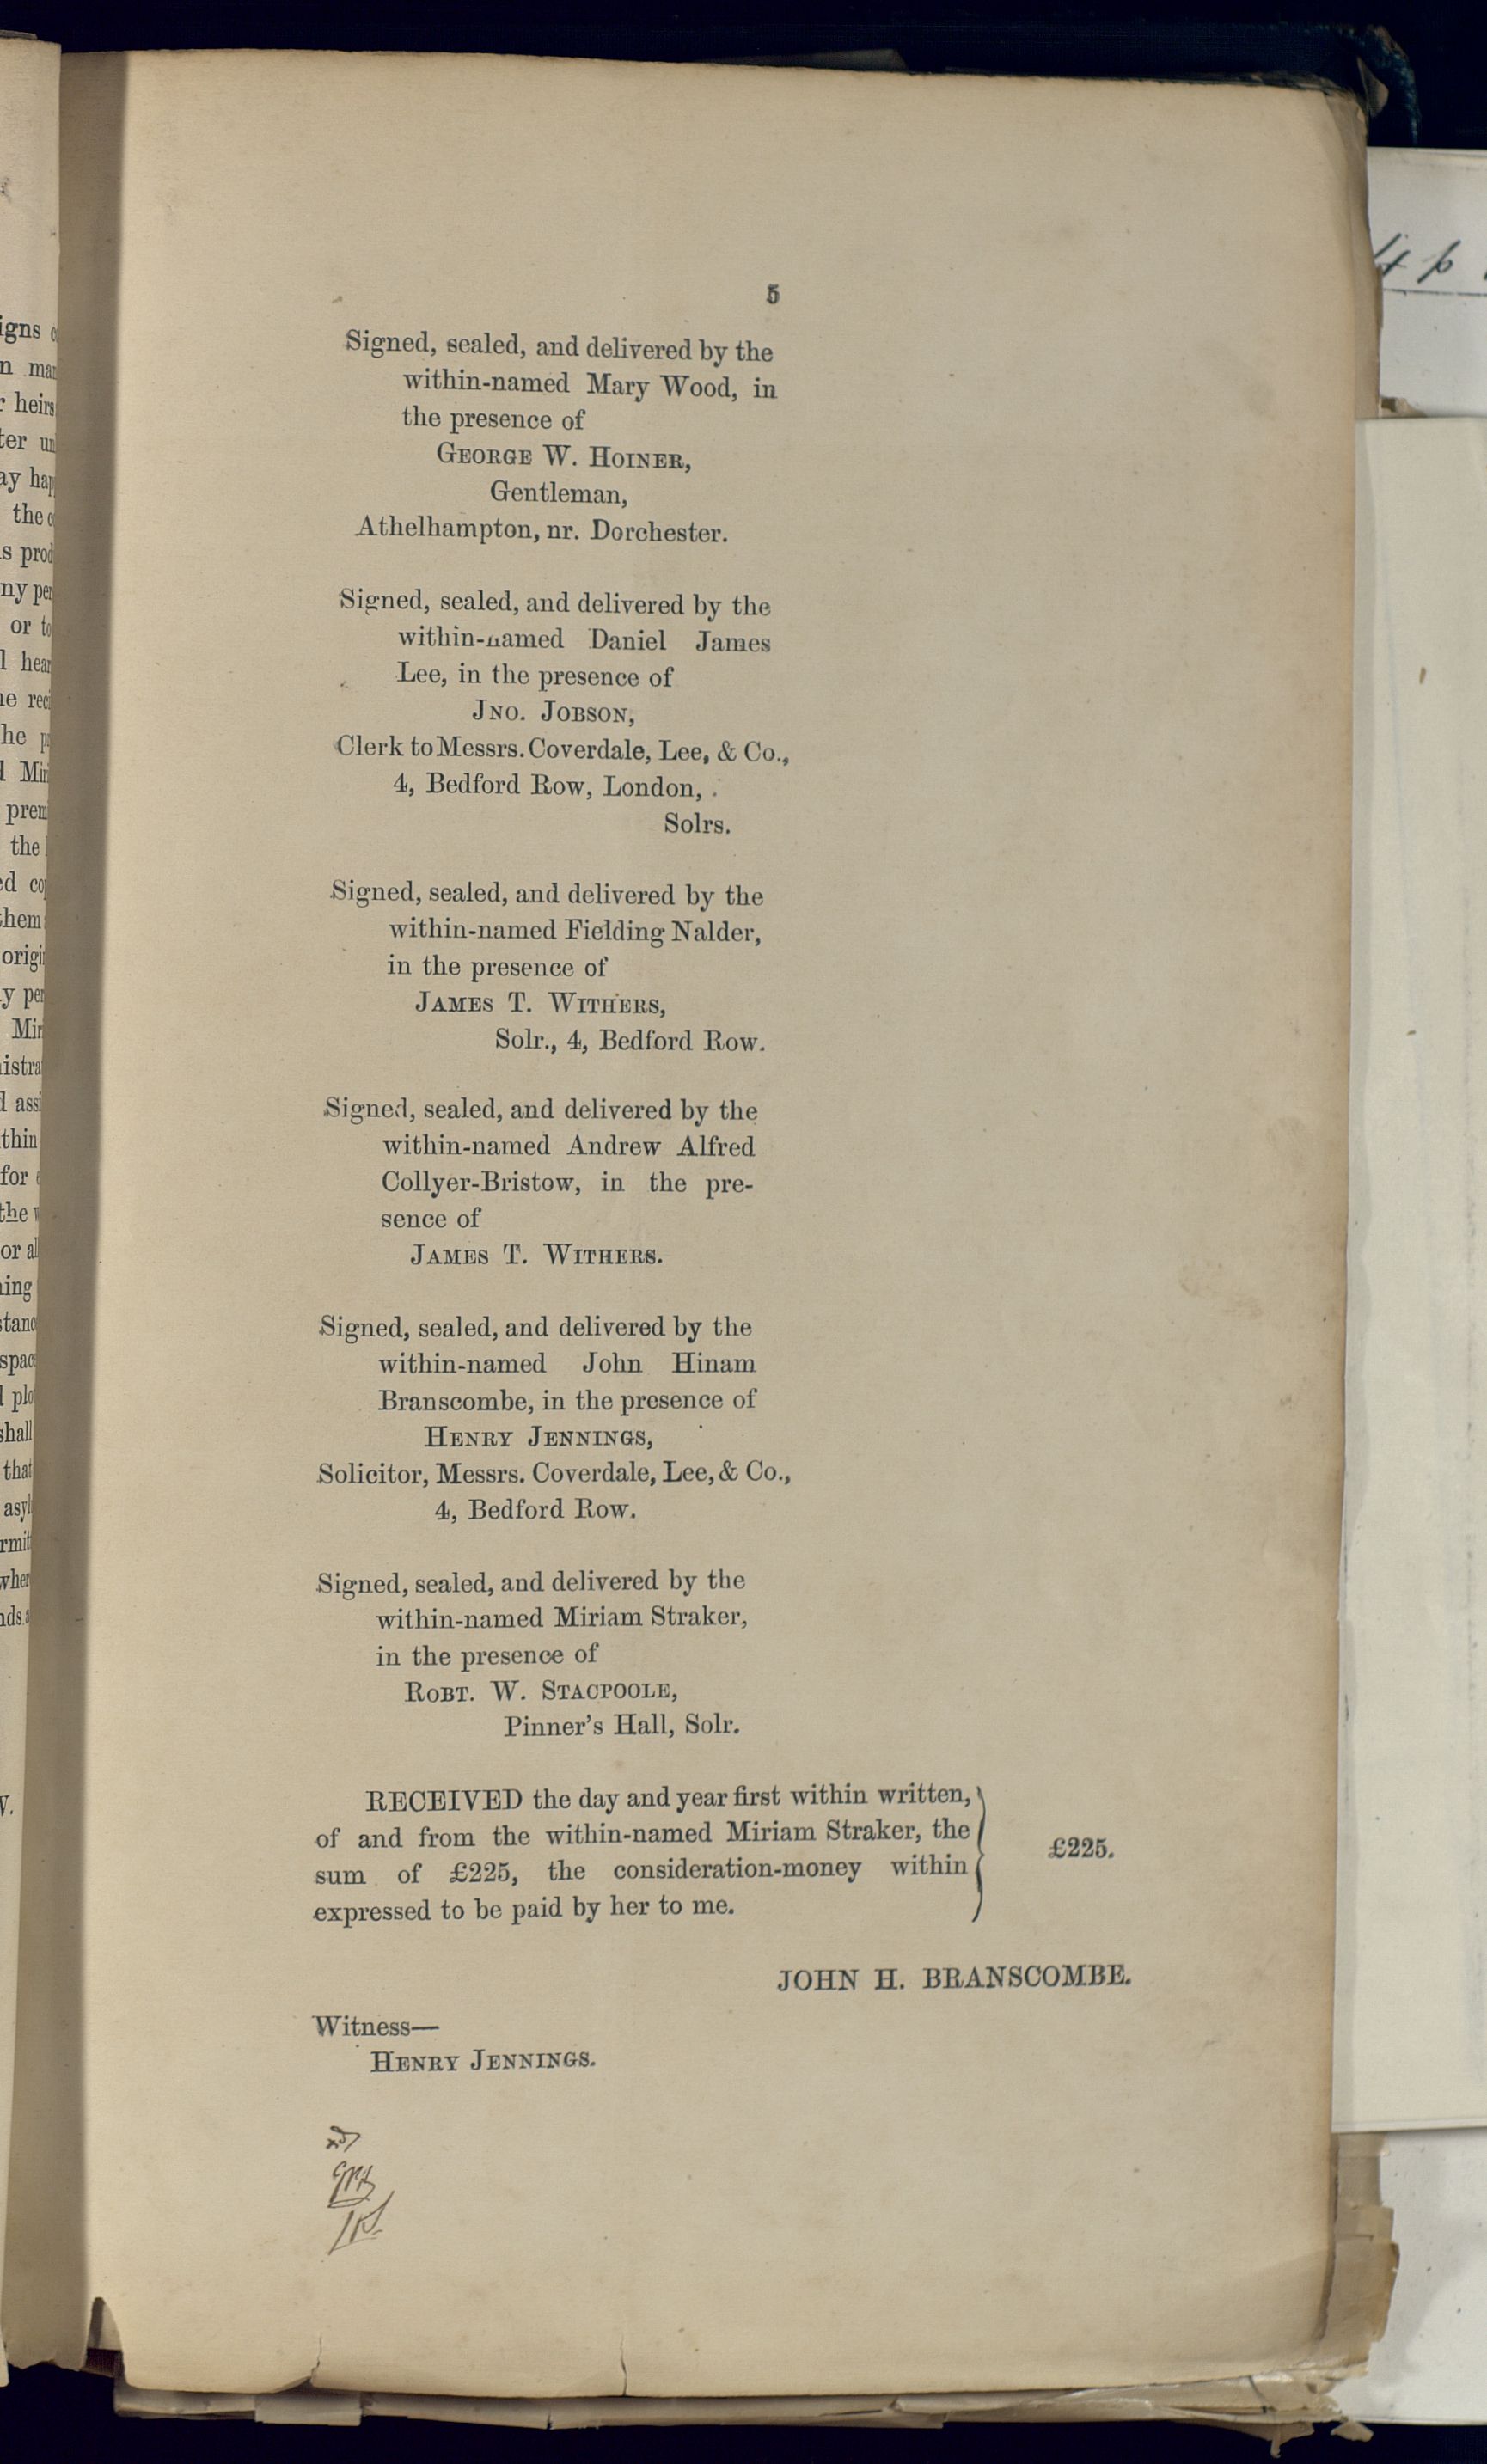 5
Signed, sealed, and delivered by the
within-named Mary Wood, in
the presence of
GEORGE W. HOINER,
Gentleman,
Athelhampton, nr. Dorchester.
Signed, sealed, and delivered by the
within-named Daniel James
Lee, in the presence of
JNO. JOBSON,
Clerk to Messrs. Coverdale, Lee, & Co.,
4, Bedford Row, London,
Solrs.
Signed, sealed, and delivered by the
within-named Fielding Nalder,
in the presence of
JAMES T. WITHERS,
Solr., 4, Bedford Row.
Signed, sealed, and delivered by the
within-named Andrew Alfred
Collyer-Bristow, in the pre-
sence of
JAMES T. WITHERS.
Signed, sealed, and delivered by the
within-named John Hinam
Branscombe, in the presence of
HENRY JENNINGS,
Solicitor, Messrs. Coverdale, Lee, & Co.,
4, Bedford Row.
Signed, sealed, and delivered by the
within-named Miriam Straker,
in the presence of
ROBT. W. STACPOOLE,
Pinner's Hall, Solr.
RECEIVED the day and year first within written,
of and from the within-named Miriam Straker, the
sum of £225, the consideration-money within
expressed to be paid by her to me.
£225.
JOHN H. BRANSCOMBE.
Witness—
HENRY JENNINGS.